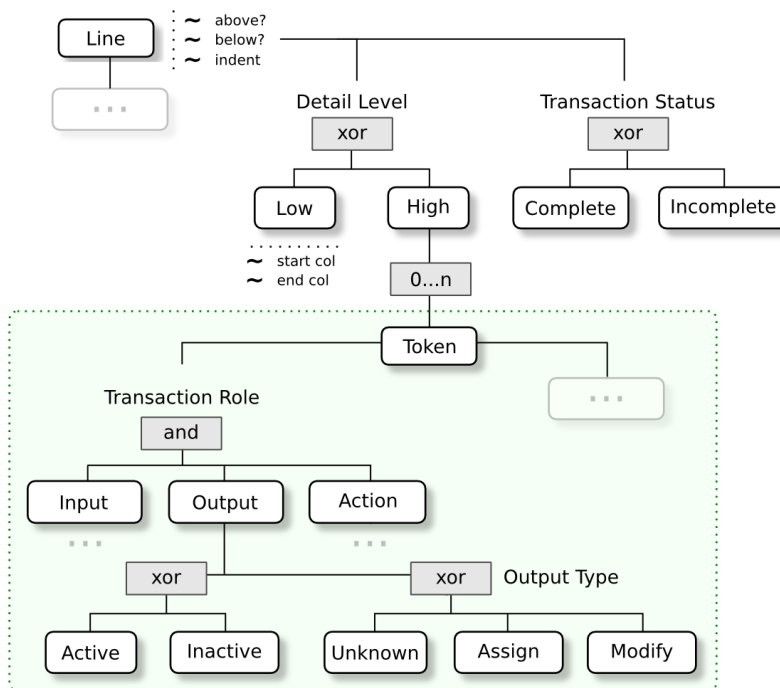 Line
~ above?
~ below?
~ indent
...
Detail Level
Transaction Status
xor
xor
Low
High
Complete
Incomplete
~ start col
~ end col
0...n
Token
...
Transaction Role
and
Input
Output
Action
...
...
xor
xor
Output Type
Active
Inactive
Unknown
Assign
Modify